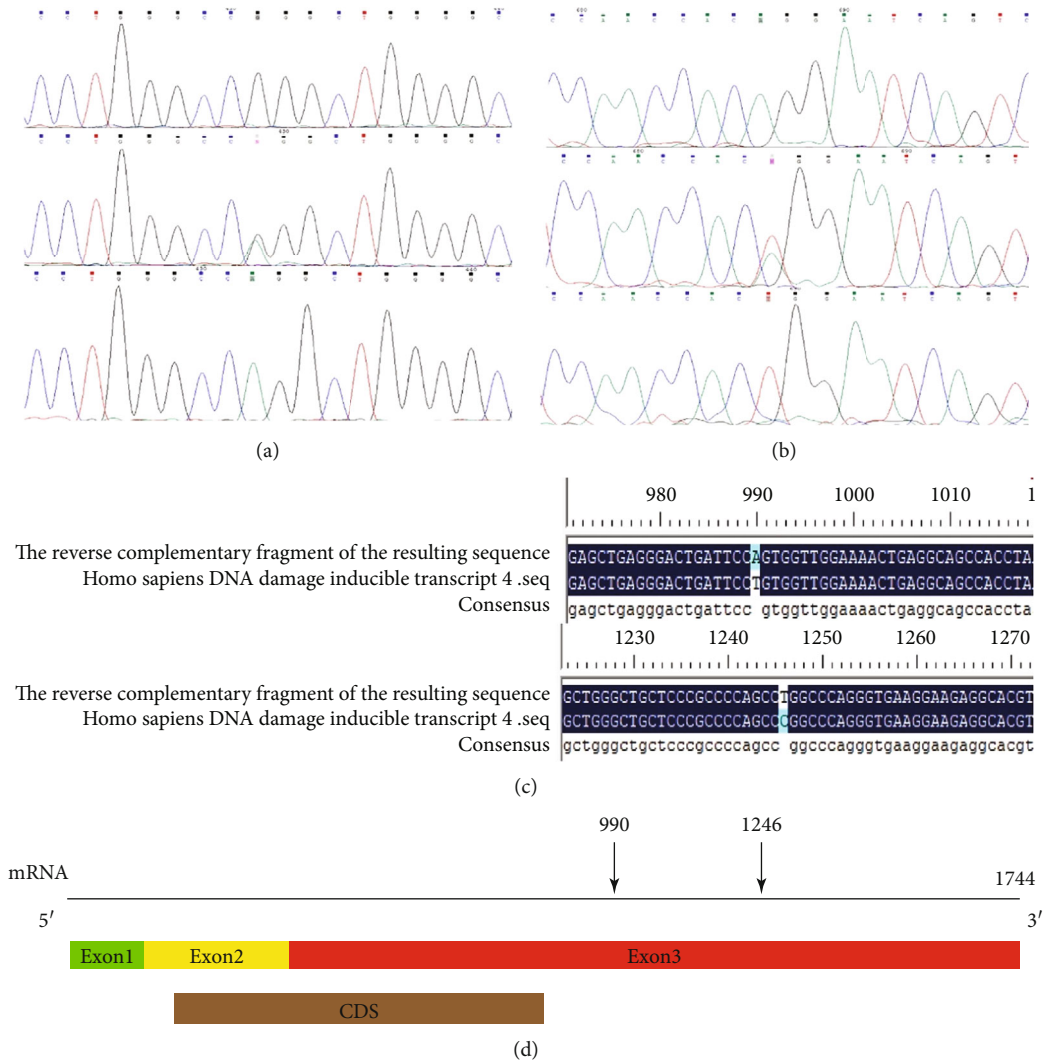 C C T G G G C C G G G C T G G G G C
C C T G G G C C G G C T G G G G C
C C T G G G C C G G C T G G G G C
(a)
C C A A C C A C G G A A T C A G T C
C C A A C C A C G G A A T C A G T
C C A A C C A C G G A A T C A G T
(b)
980 990 1000 1010 1
The reverse complementary fragment of the resulting sequence GAGCTGAGGGACTGATTCCAGTGGTTGGAAAACTGAGGCAGCCACCTA
Homo sapiens DNA damage inducible transcript 4 .seq GAGCTGAGGGACTGATTCCTGTGGTTGGAAAACTGAGGCAGCCACCTA
Consensus gagctgagggactgattcc gtggttggaaaactgaggcagccaccta
1230 1240 1250 1260 1270
The reverse complementary fragment of the resulting sequence GCTGGGCTGCTCCCGCCCCAGCCTGGCCCAGGGTGAAGGAAGAGGCACGT
Homo sapiens DNA damage inducible transcript 4 .seq GCTGGGCTGCTCCCGCCCCAGCCCGGCCCAGGGTGAAGGAAGAGGCACGT
Consensus gctgggctgctcccgccccagcc ggcccagggtgaaggaagaggcacgt
(c)
990 1246
mRNA 1744
5′ 3′
Exon1 Exon2 Exon3
CDS
(d)